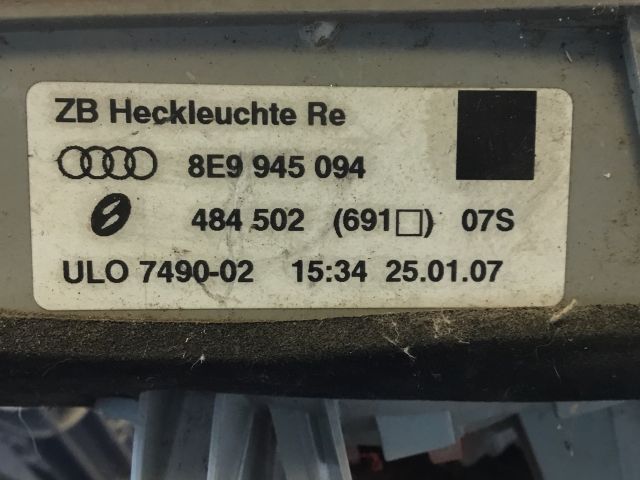 ZB Heckleuchte Re
8E9 945 094
484 502 (691□) 07S
ULO 7490-02 15:34 25.01.07